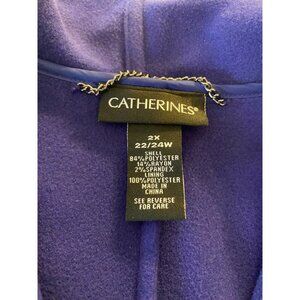 CATHERINES®
2X
22/24W
SHELL
84%POLYESTER
14%RAYON
2%SPANDEX
LINING
100%POLYESTER
MADE IN
CHINA
SEE REVERSE
FOR CARE